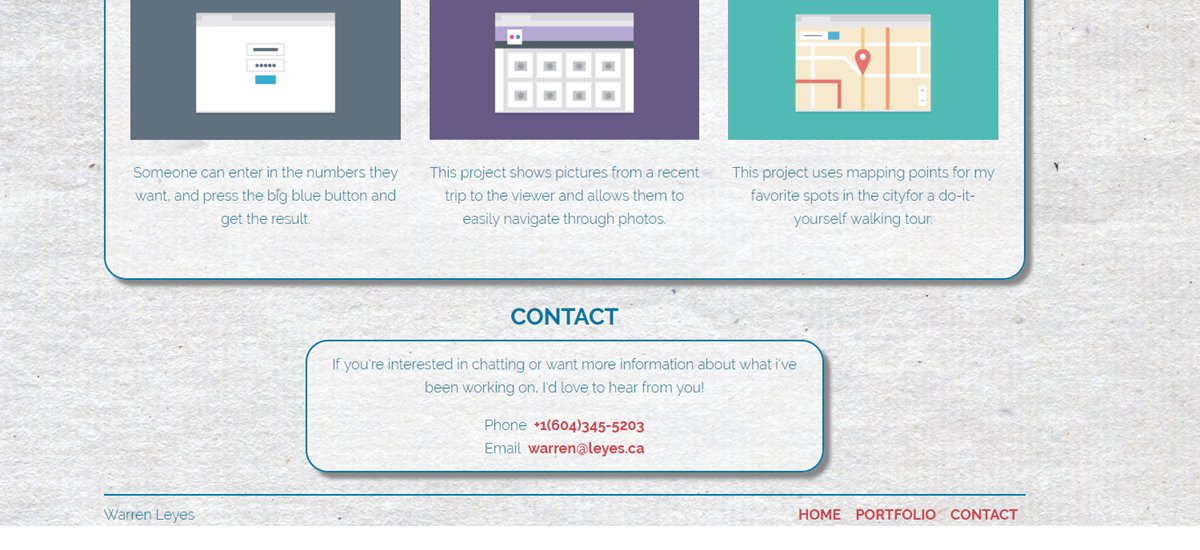 Someone can enter in the numbers they
want, and press the big blue button and
get the result.
This project shows pictures from a recent
trip to the viewer and allows them to
easily navigate through photos.
This project uses mapping points for my
favorite spots in the cityfor a do-it-
yourself walking tour.
CONTACT
If you're interested in chatting or want more information about what i've
been working on, I'd love to hear from you!
Phone +1(604)345-5203
Email warren@leyes.ca
Warren Leyes
HOME PORTFOLIO CONTACT